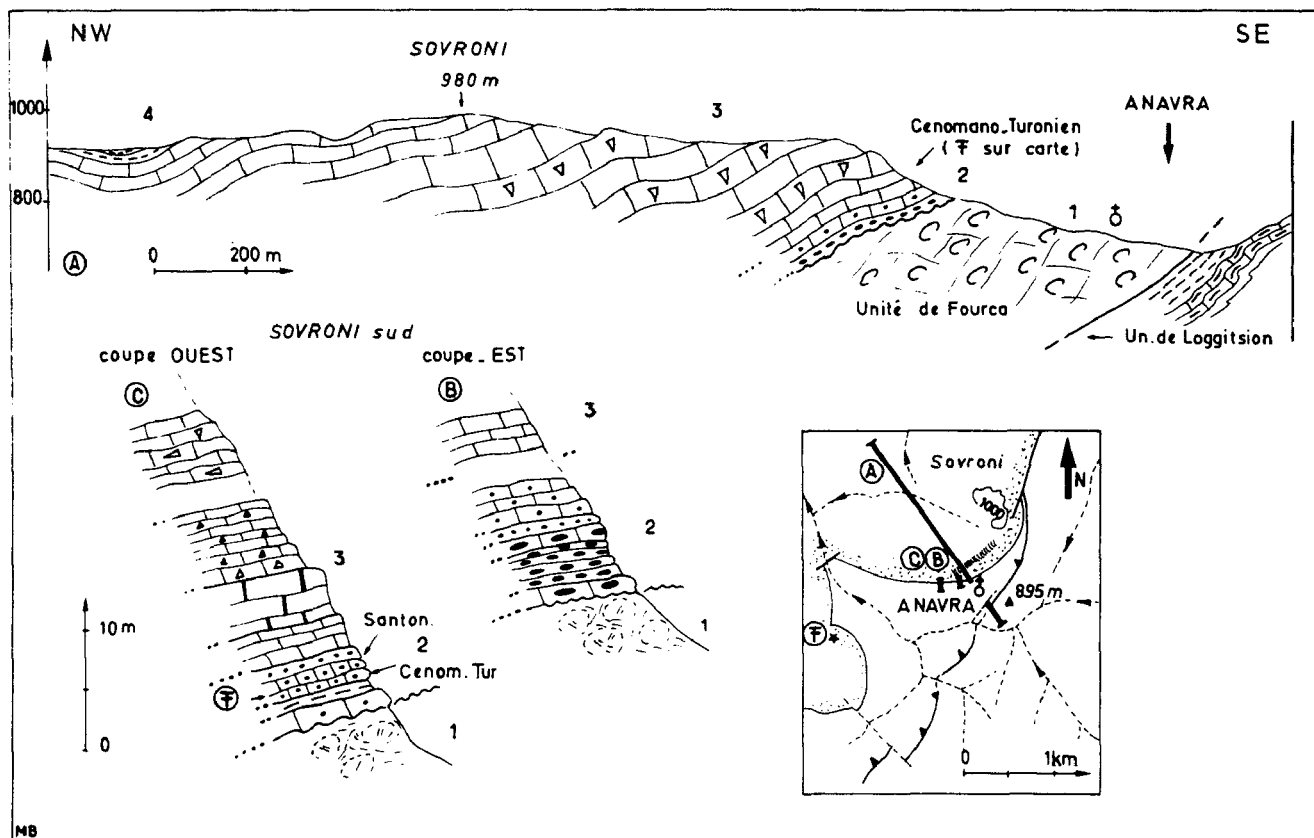 NW
SE
SOVRONI
980 m
1000
800
4
3
ANAVRA
Cenomano-Turonien
(Ŧ sur carte)
2
1
Unité de Fourca
Un. de Loggitsion
A
0 200 m
SOVRONI sud
coupe OUEST
C
coupe-EST
B
3
2
1
3
Santon.
2
Cenom. Tur
Ŧ
1
10 m
0
A
Sovroni
N
1000
C B
ANAVRA
895 m
Ŧ
0 1km
MB